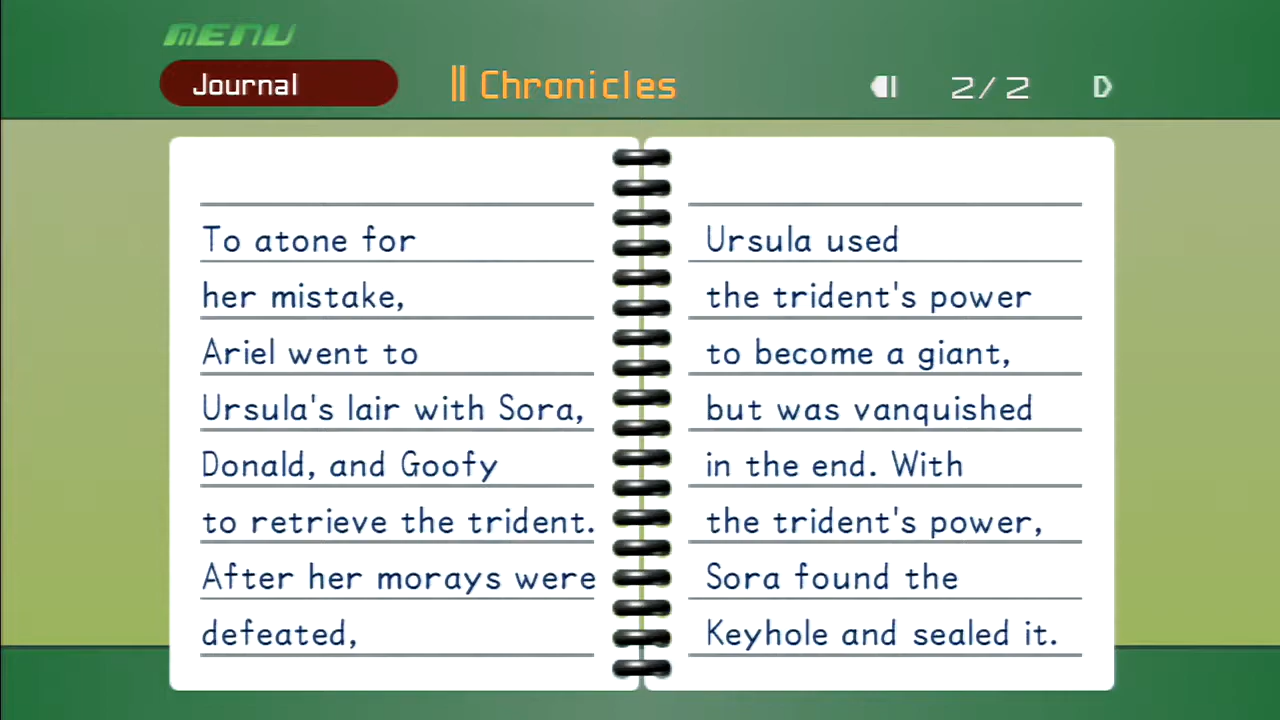 MENU
Journal
Chronicles
2/2
To atone for
her mistake,
Ariel went to
Ursula's lair with Sora,
Donald, and Goofy
to retrieve the trident.
After her morays were
defeated,
Ursula used
the trident's power
to become a giant,
but was vanquished
in the end. With
the trident's power,
Sora found the
Keyhole and sealed it.